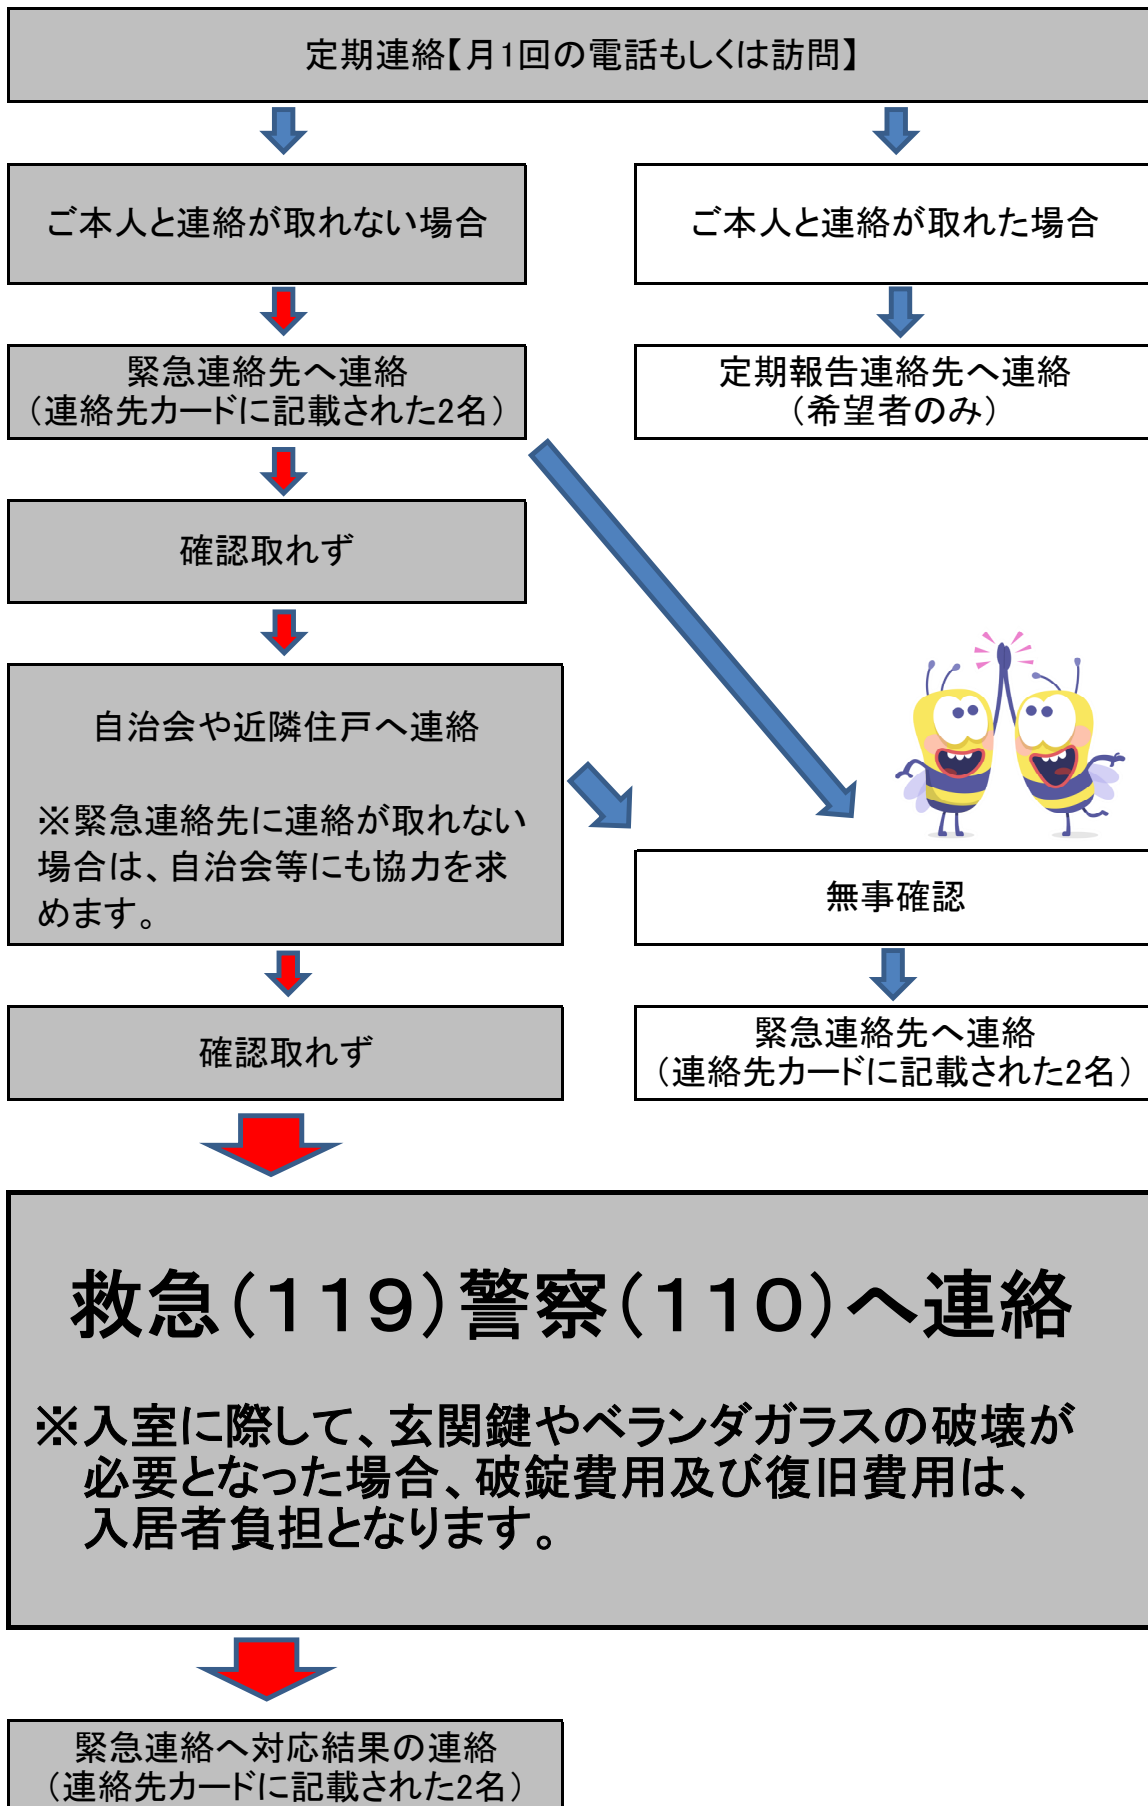 定期連絡【月1回の電話もしくは訪問】
ご本人と連絡が取れない場合
ご本人と連絡が取れた場合
緊急連絡先へ連絡
（連絡先カードに記載された2名）
定期報告連絡先へ連絡
（希望者のみ）
確認取れず
自治会や近隣住戸へ連絡
※緊急連絡先に連絡が取れない
場合は、自治会等にも協力を求
めます。
無事確認
確認取れず
緊急連絡先へ連絡
（連絡先カードに記載された2名）
救急（１１９）警察（１１０）へ連絡
※入室に際して、玄関鍵やベランダガラスの破壊が
必要となった場合、破錠費用及び復旧費用は、
入居者負担となります。
緊急連絡へ対応結果の連絡
（連絡先カードに記載された2名）